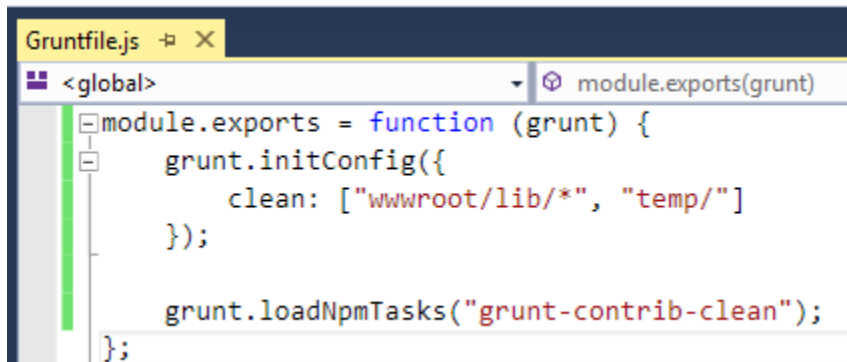 Gruntfile.js
<global> module.exports(grunt)
module.exports = function (grunt) {
    grunt.initConfig({
        clean: ["wwwroot/lib/*", "temp/"]
    });

    grunt.loadNpmTasks("grunt-contrib-clean");
};